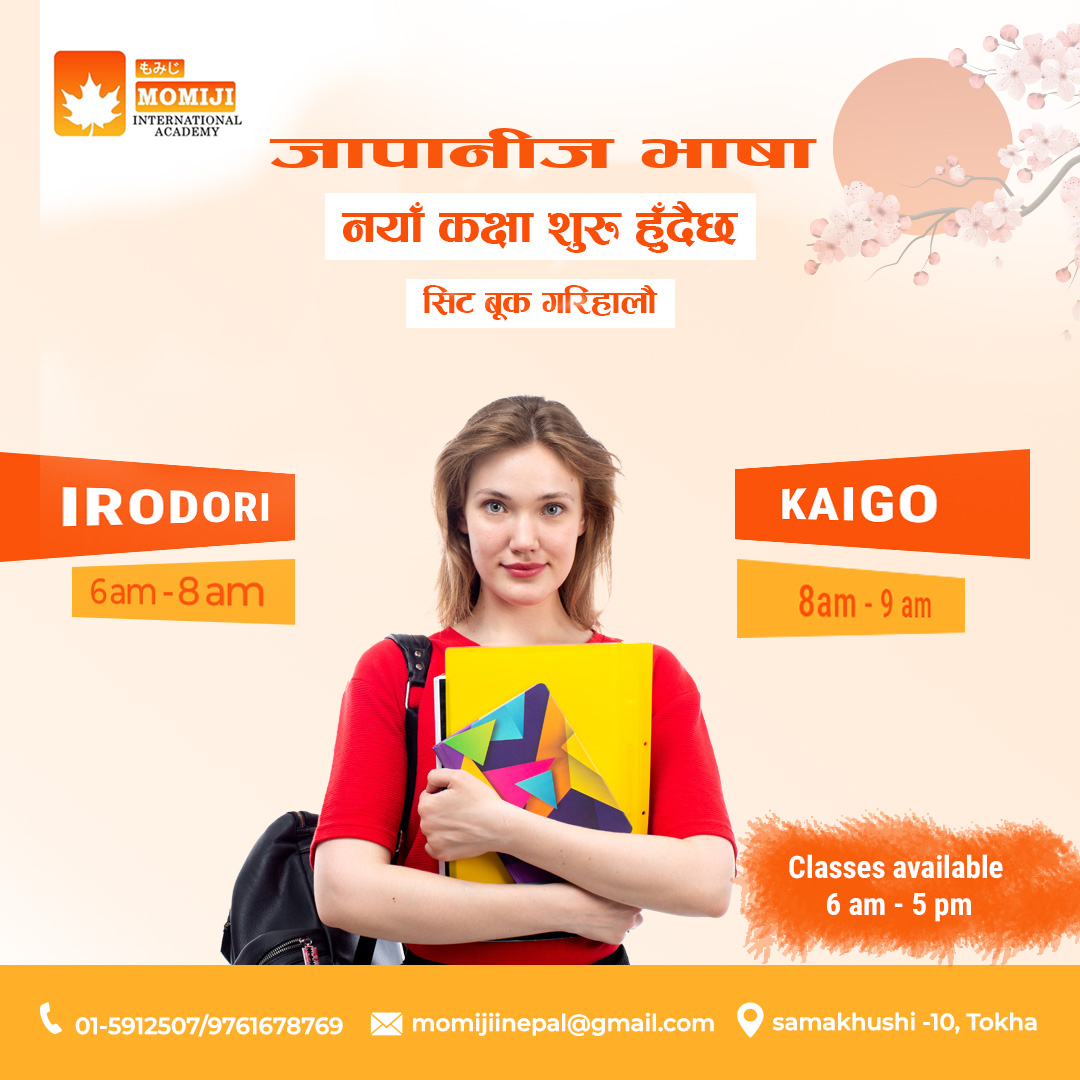 もみじ
MOMIJI
INTERNATIONAL
ACADEMY
जापानीज भाषा
नयाँ कक्षा शुरु हुँदैछ
सिट बूक गरिहालौ
IRODORI
6am - 8 am
KAIGO
8am - 9 am
Classes available
6 am - 5 pm
01-5912507/9761678769
momijiinepal@gmail.com
samakhushi -10, Tokha